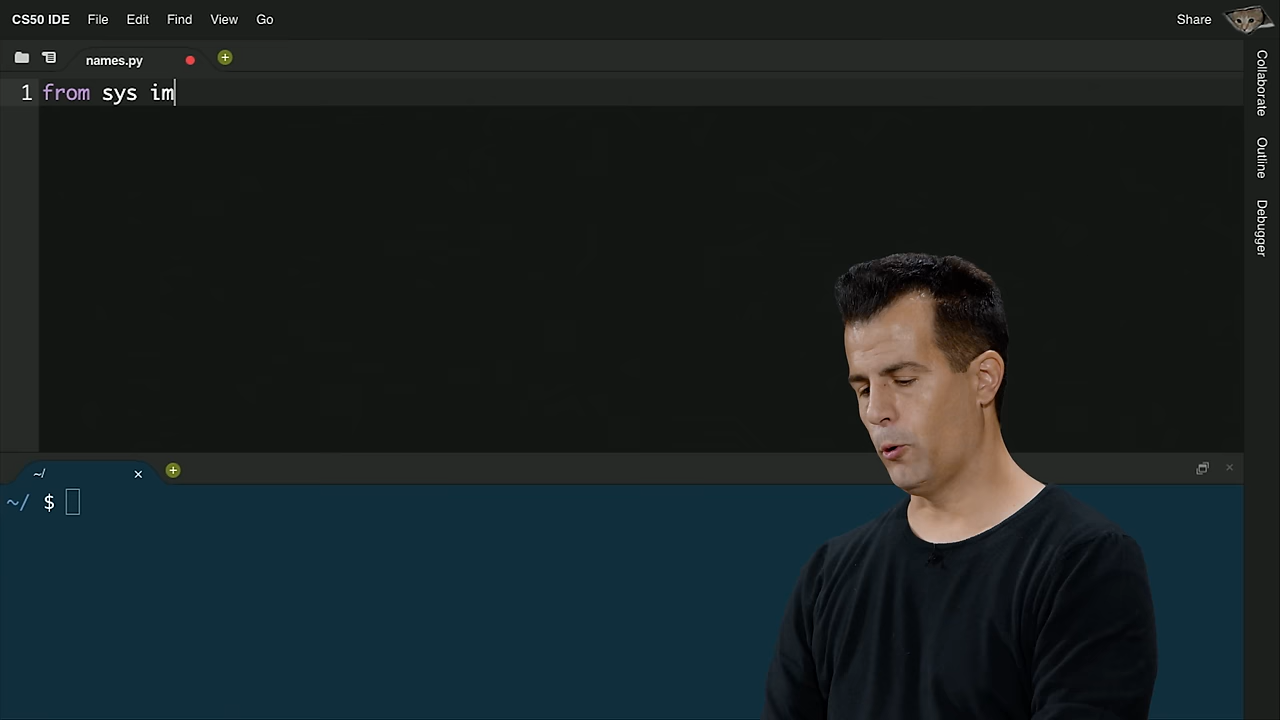 CS50 IDE File Edit Find View Go Share
names.py
1 from sys im
~/
~/ $
Collaborate
Outline
Debugger